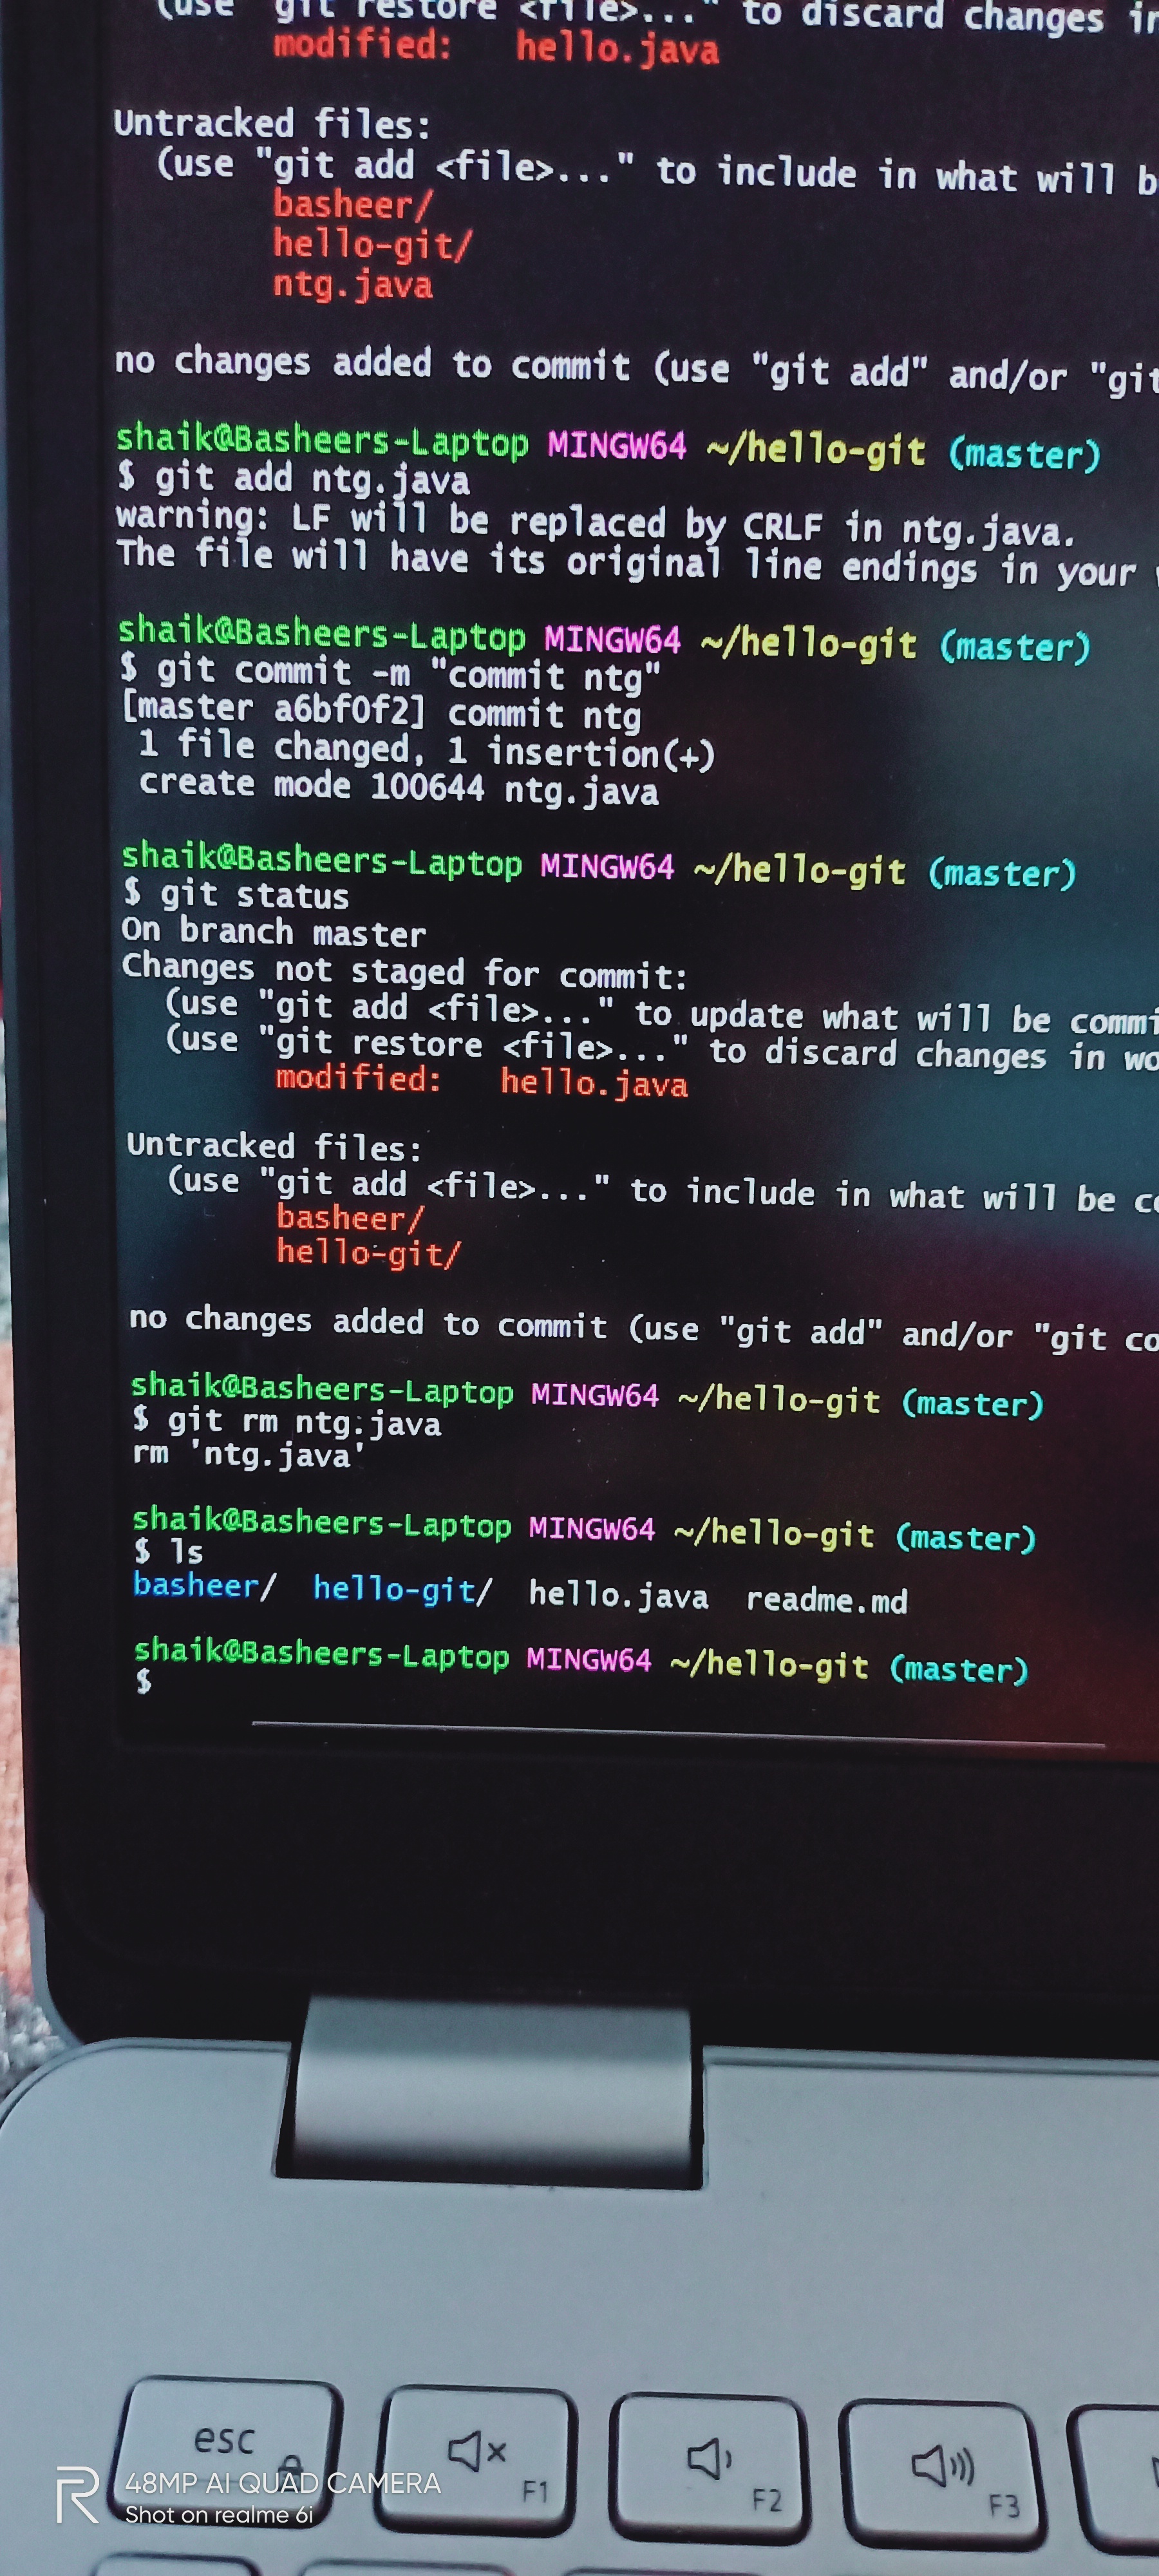 (use "git restore <file>..." to discard changes in
modified: hello.java
Untracked files:
(use "git add <file>..." to include in what will b
basheer/
hello-git/
ntg.java
no changes added to commit (use "git add" and/or "git
shaik@Basheers-Laptop MINGW64 ~/hello-git (master)
$ git add ntg.java
warning: LF will be replaced by CRLF in ntg.java.
The file will have its original line endings in your
shaik@Basheers-Laptop MINGW64 ~/hello-git (master)
$ git commit -m "commit ntg"
[master a6bf0f2] commit ntg
1 file changed, 1 insertion(+)
create mode 100644 ntg.java
shaik@Basheers-Laptop MINGW64 ~/hello-git (master)
$ git status
On branch master
Changes not staged for commit:
(use "git add <file>..." to update what will be commi
(use "git restore <file>..." to discard changes in wo
modified: hello.java
Untracked files:
(use "git add <file>..." to include in what will be co
basheer/
hello-git/
no changes added to commit (use "git add" and/or "git co
shaik@Basheers-Laptop MINGW64 ~/hello-git (master)
$ git rm ntg.java
rm 'ntg.java'
shaik@Basheers-Laptop MINGW64 ~/hello-git (master)
$ ls
basheer/ hello-git/ hello.java readme.md
shaik@Basheers-Laptop MINGW64 ~/hello-git (master)
$
esc
F1
F2
F3
48MP AI QUAD CAMERA
Shot on realme 6i